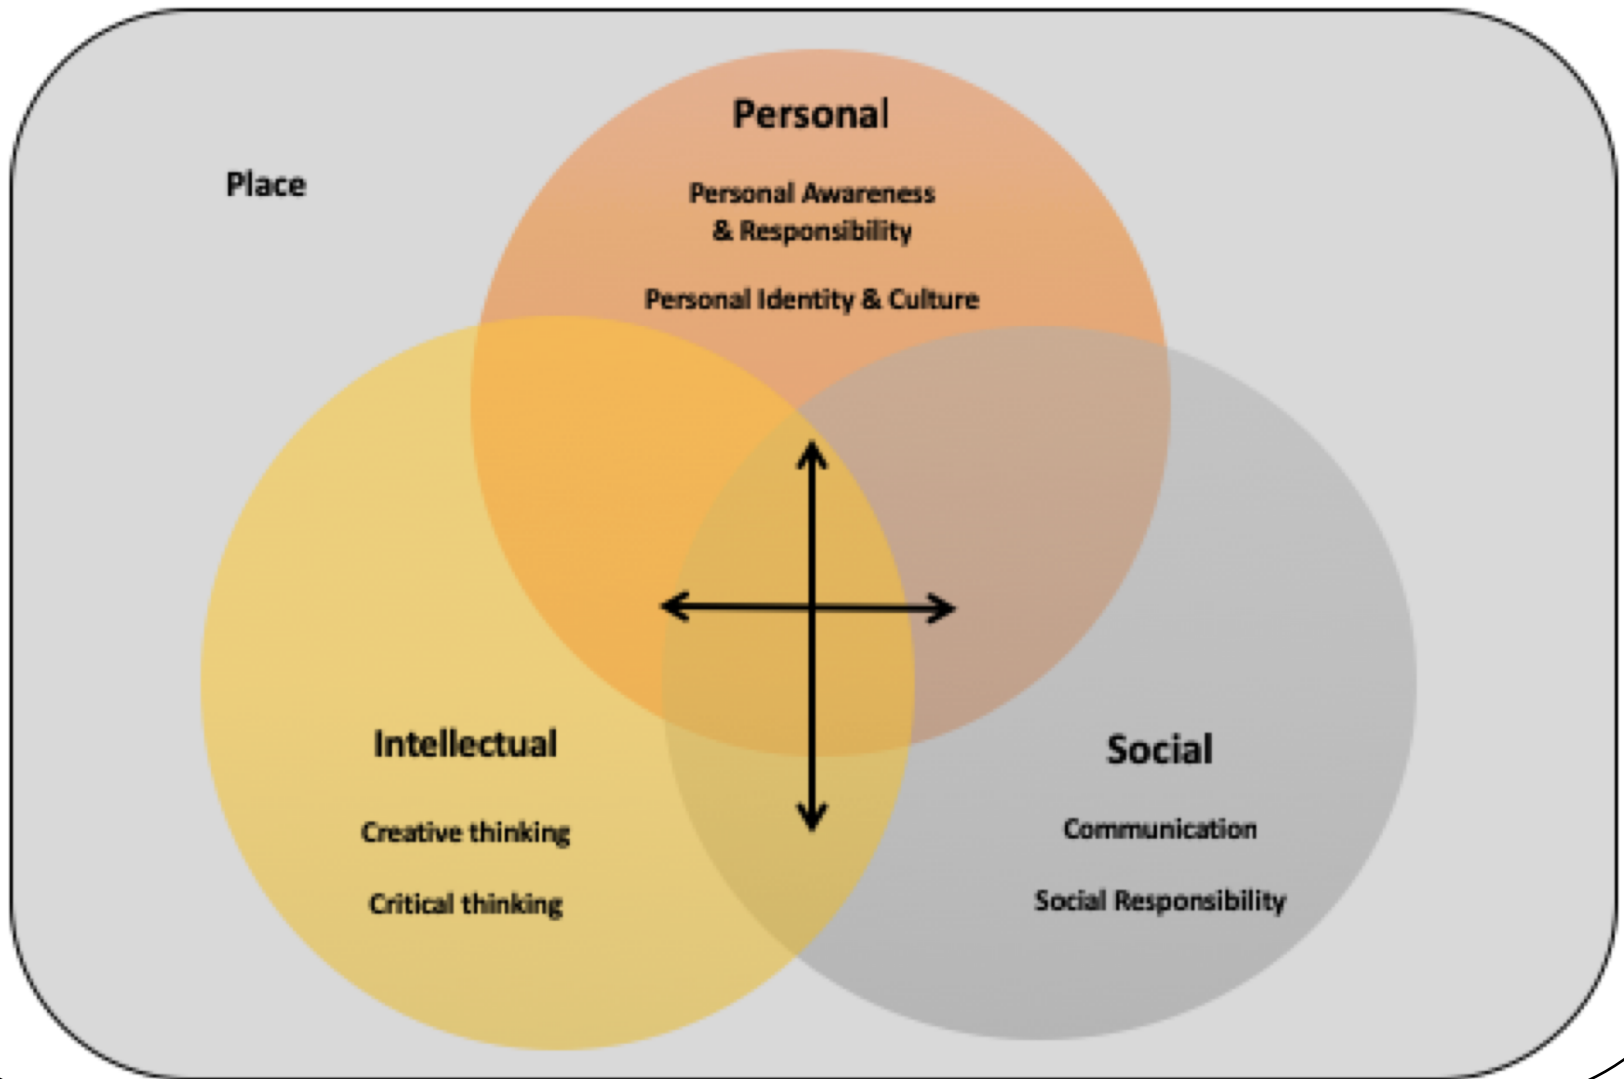 Personal
Place
Personal Awareness
& Responsibility
Personal Identity & Culture
Intellectual
Creative thinking
Critical thinking
Social
Communication
Social Responsibility